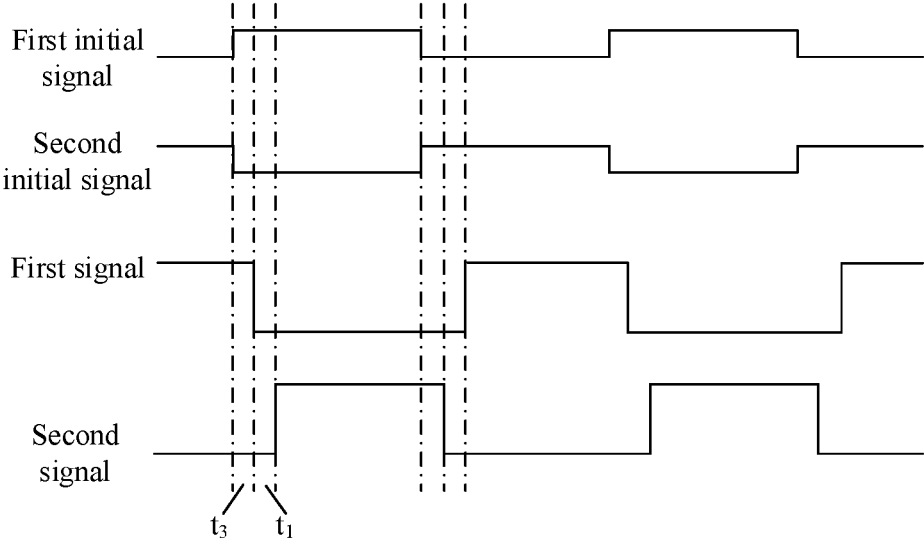 First initial
signal
Second
initial signal
First signal
Second
signal
t3 t1